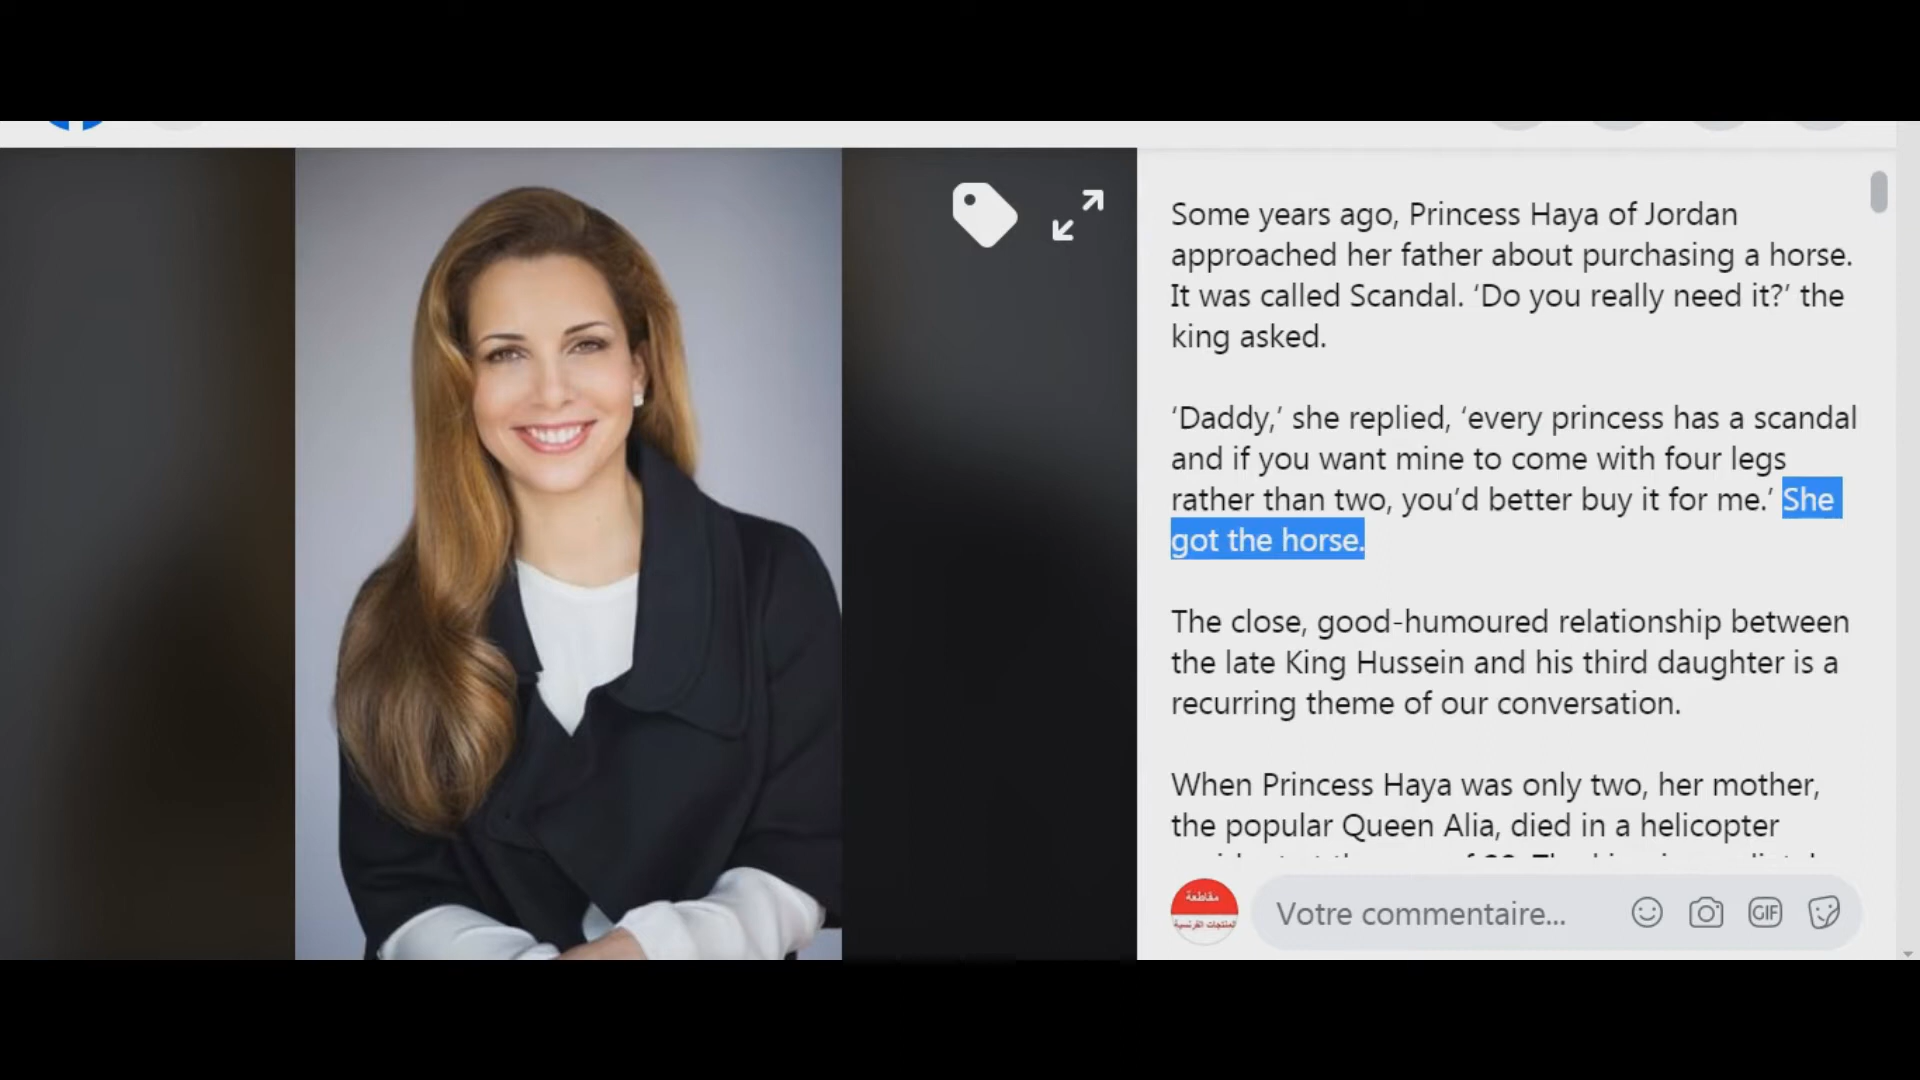 Some years ago, Princess Haya of Jordan
approached her father about purchasing a horse.
It was called Scandal. ‘Do you really need it?’ the
king asked.
‘Daddy,’ she replied, ‘every princess has a scandal
and if you want mine to come with four legs
rather than two, you’d better buy it for me.’ She
got the horse.
The close, good-humoured relationship between
the late King Hussein and his third daughter is a
recurring theme of our conversation.
When Princess Haya was only two, her mother,
the popular Queen Alia, died in a helicopter
مقاطعة
المنتجات الفرنسية
Votre commentaire...
GIF